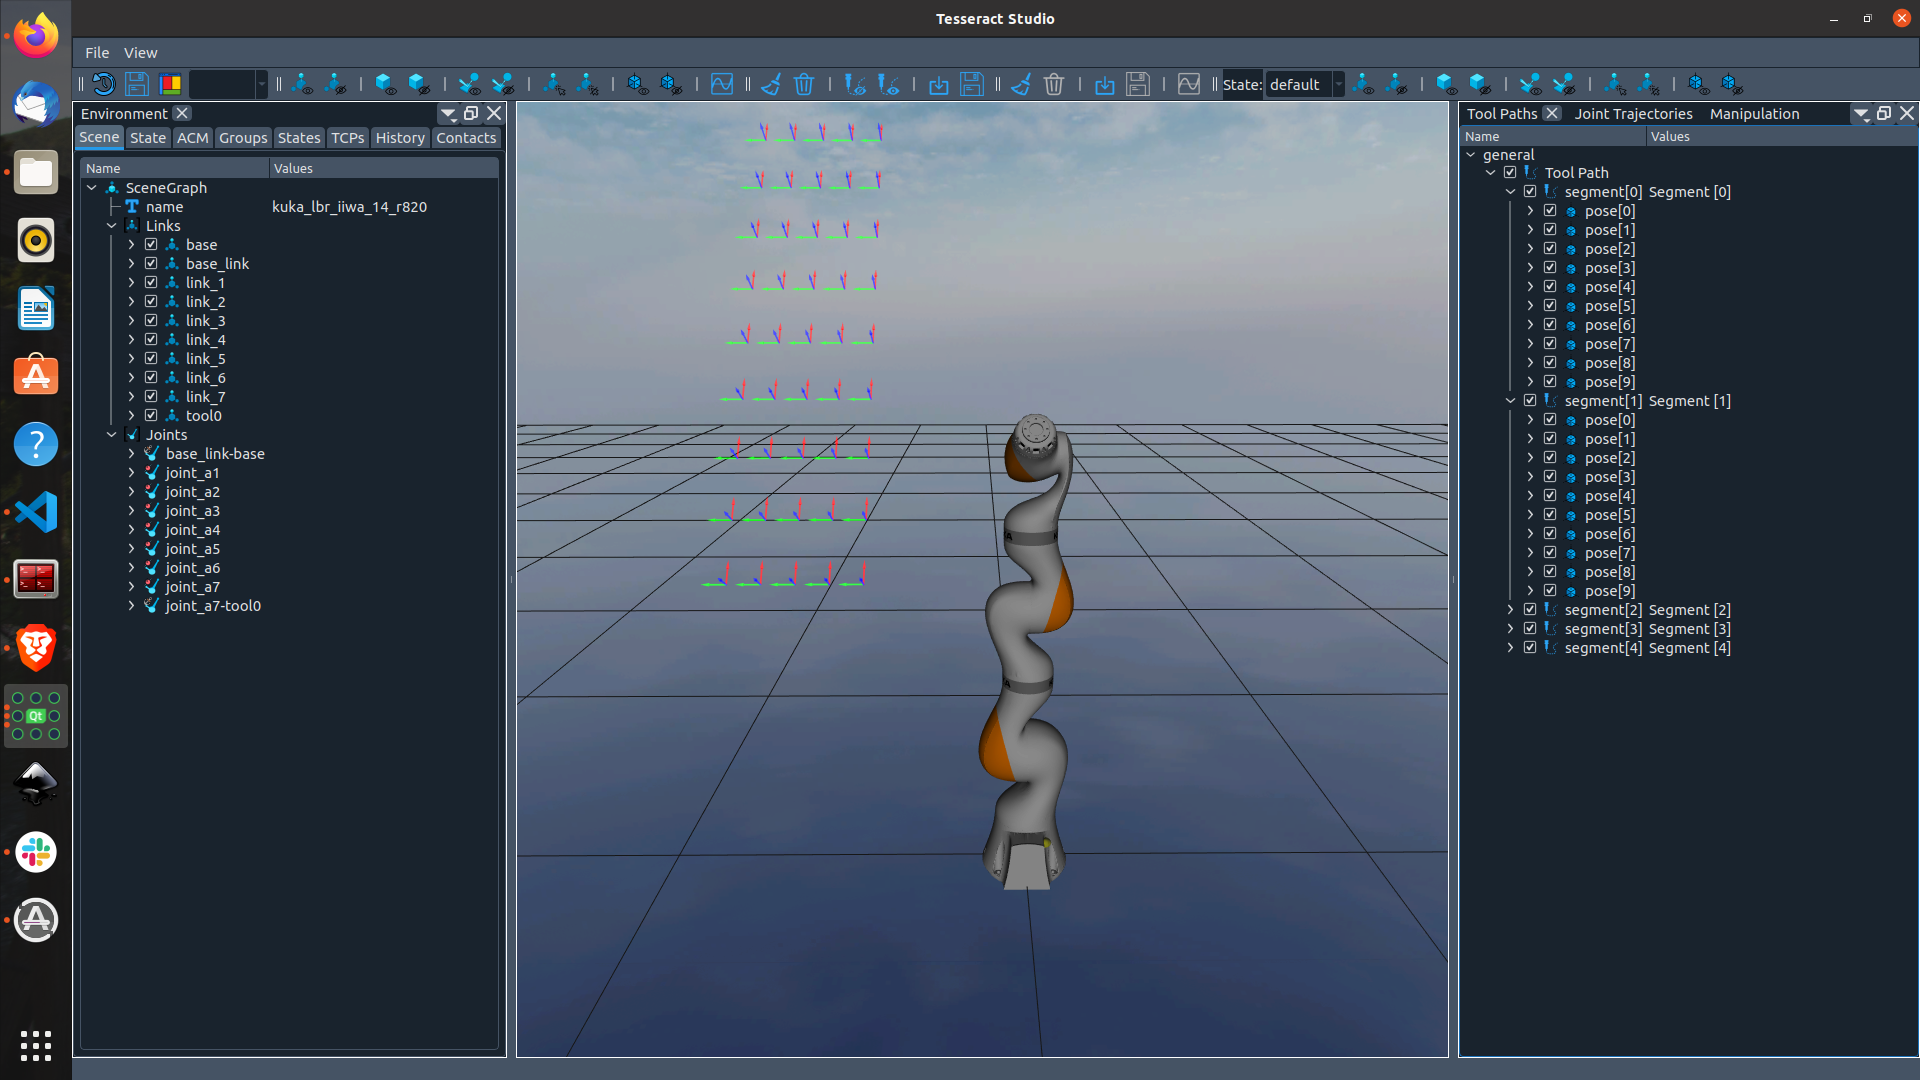 Tesseract Studio
File View
State: default
Environment
Scene State ACM Groups States TCPs History Contacts
Name Values
SceneGraph
name kuka_lbr_iiwa_14_r820
Links
base
base_link
link_1
link_2
link_3
link_4
link_5
link_6
link_7
tool0
Joints
base_link-base
joint_a1
joint_a2
joint_a3
joint_a4
joint_a5
joint_a6
joint_a7
joint_a7-tool0
Qt
Tool Paths Joint Trajectories Manipulation
Name Values
general
Tool Path
segment[0] Segment [0]
pose[0]
pose[1]
pose[2]
pose[3]
pose[4]
pose[5]
pose[6]
pose[7]
pose[8]
pose[9]
segment[1] Segment [1]
pose[0]
pose[1]
pose[2]
pose[3]
pose[4]
pose[5]
pose[6]
pose[7]
pose[8]
pose[9]
segment[2] Segment [2]
segment[3] Segment [3]
segment[4] Segment [4]